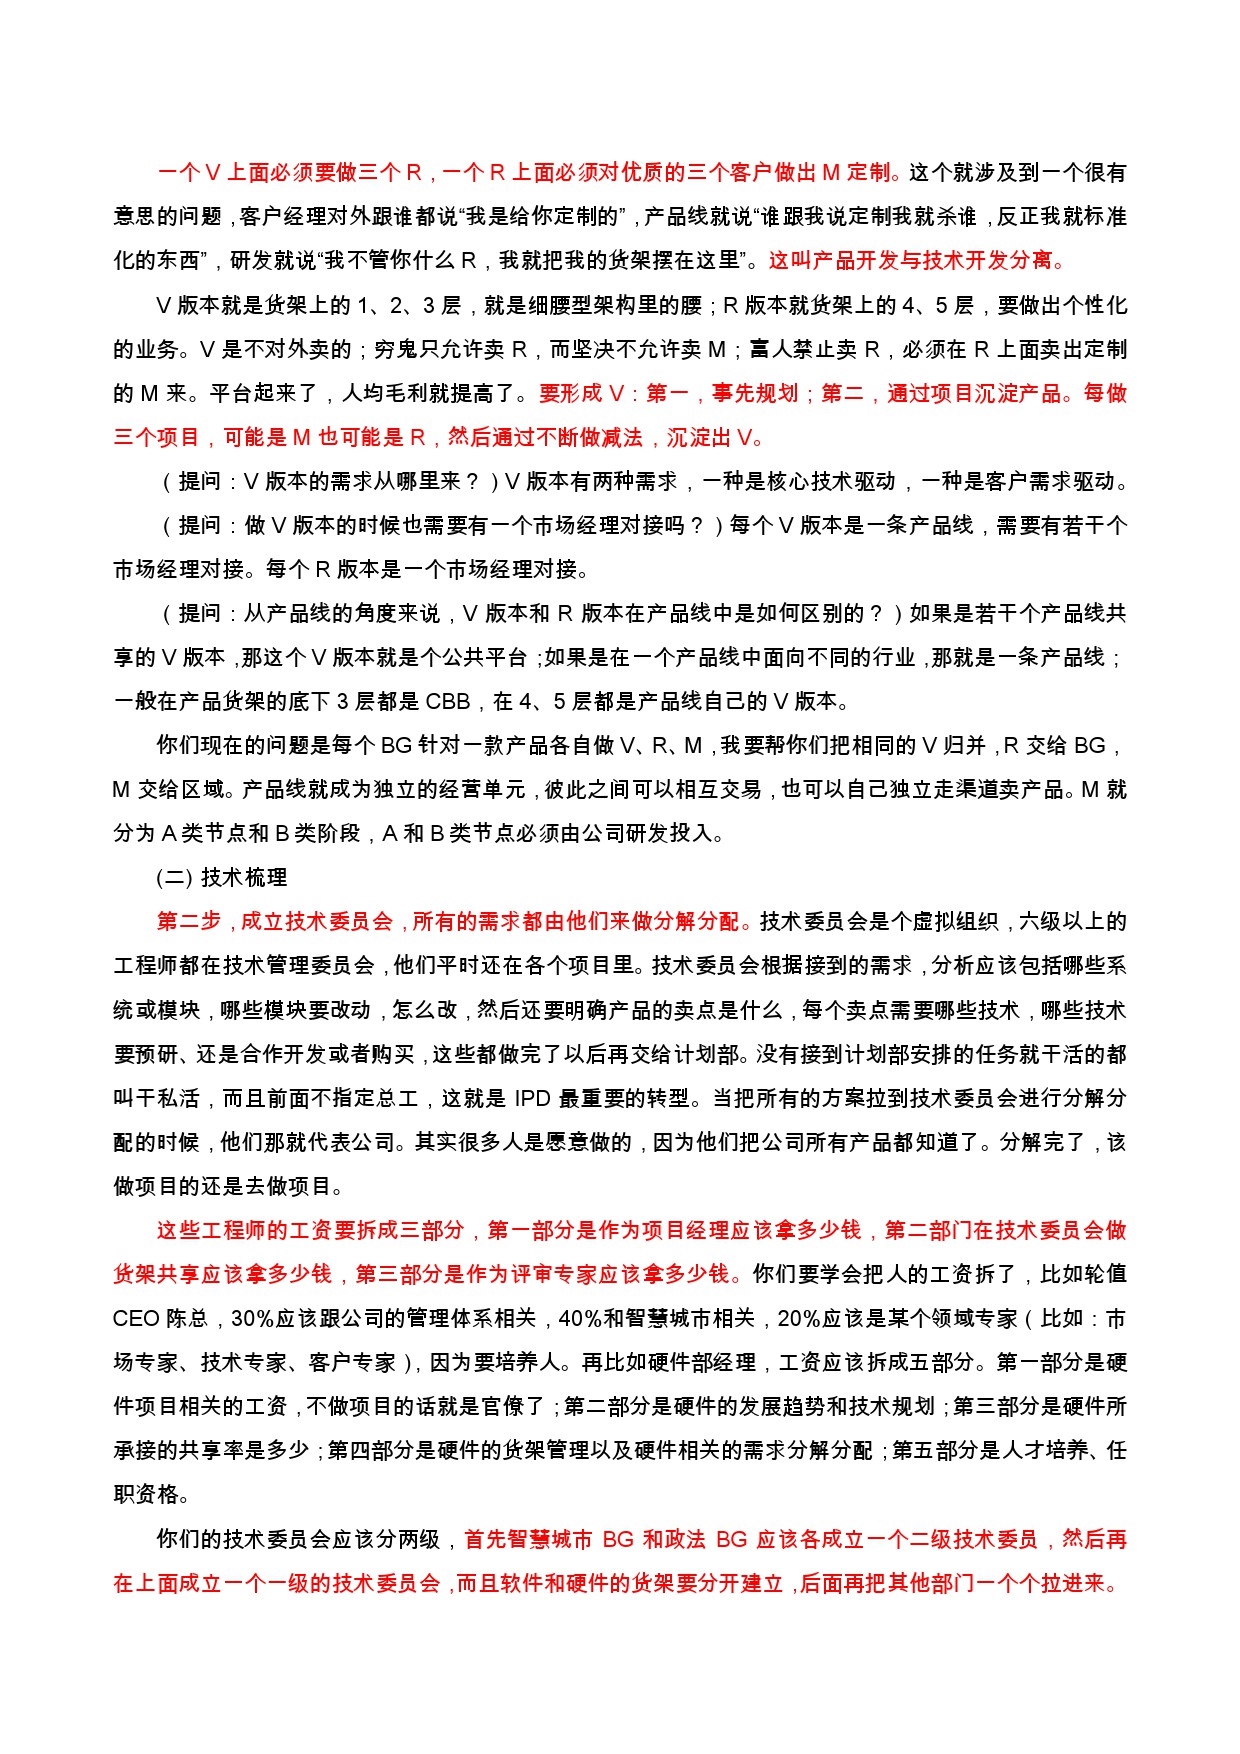 一个 V 上面必须要做三个 R，一个 R 上面必须对优质的三个客户做出 M 定制。这个就涉及到一个很有
意思的问题，客户经理对外跟谁都说“我是给你定制的”，产品线就说“谁跟我说定制我就杀谁，反正我就标准
化的东西”，研发就说“我不管你什么 R，我就把我的货架摆在这里”。这叫产品开发与技术开发分离。
V 版本就是货架上的 1、2、3 层，就是细腰型架构里的腰；R 版本就货架上的 4、5 层，要做出个性化
的业务。V 是不对外卖的；穷鬼只允许卖 R，而坚决不允许卖 M；富人禁止卖 R，必须在 R 上面卖出定制
的 M 来。平台起来了，人均毛利就提高了。要形成 V：第一，事先规划；第二，通过项目沉淀产品。每做
三个项目，可能是 M 也可能是 R，然后通过不断做减法，沉淀出 V。
（提问：V 版本的需求从哪里来？）V 版本有两种需求，一种是核心技术驱动，一种是客户需求驱动。
（提问：做 V 版本的时候也需要有一个市场经理对接吗？）每个 V 版本是一条产品线，需要有若干个
市场经理对接。每个 R 版本是一个市场经理对接。
（提问：从产品线的角度来说，V 版本和 R 版本在产品线中是如何区别的？）如果是若干个产品线共
享的 V 版本，那这个 V 版本就是个公共平台；如果是在一个产品线中面向不同的行业，那就是一条产品线；
一般在产品货架的底下 3 层都是 CBB，在 4、5 层都是产品线自己的 V 版本。
你们现在的问题是每个 BG 针对一款产品各自做 V、R、M，我要帮你们把相同的 V 归并，R 交给 BG，
M 交给区域。产品线就成为独立的经营单元，彼此之间可以相互交易，也可以自己独立走渠道卖产品。M 就
分为 A 类节点和 B 类阶段，A 和 B 类节点必须由公司研发投入。
(二) 技术梳理
第二步，成立技术委员会，所有的需求都由他们来做分解分配。技术委员会是个虚拟组织，六级以上的
工程师都在技术管理委员会，他们平时还在各个项目里。技术委员会根据接到的需求，分析应该包括哪些系
统或模块，哪些模块要改动，怎么改，然后还要明确产品的卖点是什么，每个卖点需要哪些技术，哪些技术
要预研、还是合作开发或者购买，这些都做完了以后再交给计划部。没有接到计划部安排的任务就干活的都
叫干私活，而且前面不指定总工，这就是 IPD 最重要的转型。当把所有的方案拉到技术委员会进行分解分
配的时候，他们那就代表公司。其实很多人是愿意做的，因为他们把公司所有产品都知道了。分解完了，该
做项目的还是去做项目。
这些工程师的工资要拆成三部分，第一部分是作为项目经理应该拿多少钱，第二部门在技术委员会做
货架共享应该拿多少钱，第三部分是作为评审专家应该拿多少钱。你们要学会把人的工资拆了，比如轮值
CEO 陈总，30%应该跟公司的管理体系相关，40%和智慧城市相关，20%应该是某个领域专家（比如：市
场专家、技术专家、客户专家），因为要培养人。再比如硬件部经理，工资应该拆成五部分。第一部分是硬
件项目相关的工资，不做项目的话就是官僚了；第二部分是硬件的发展趋势和技术规划；第三部分是硬件所
承接的共享率是多少；第四部分是硬件的货架管理以及硬件相关的需求分解分配；第五部分是人才培养、任
职资格。
你们的技术委员会应该分两级，首先智慧城市 BG 和政法 BG 应该各成立一个二级技术委员，然后再
在上面成立一个一级的技术委员会，而且软件和硬件的货架要分开建立，后面再把其他部门一个个拉进来。